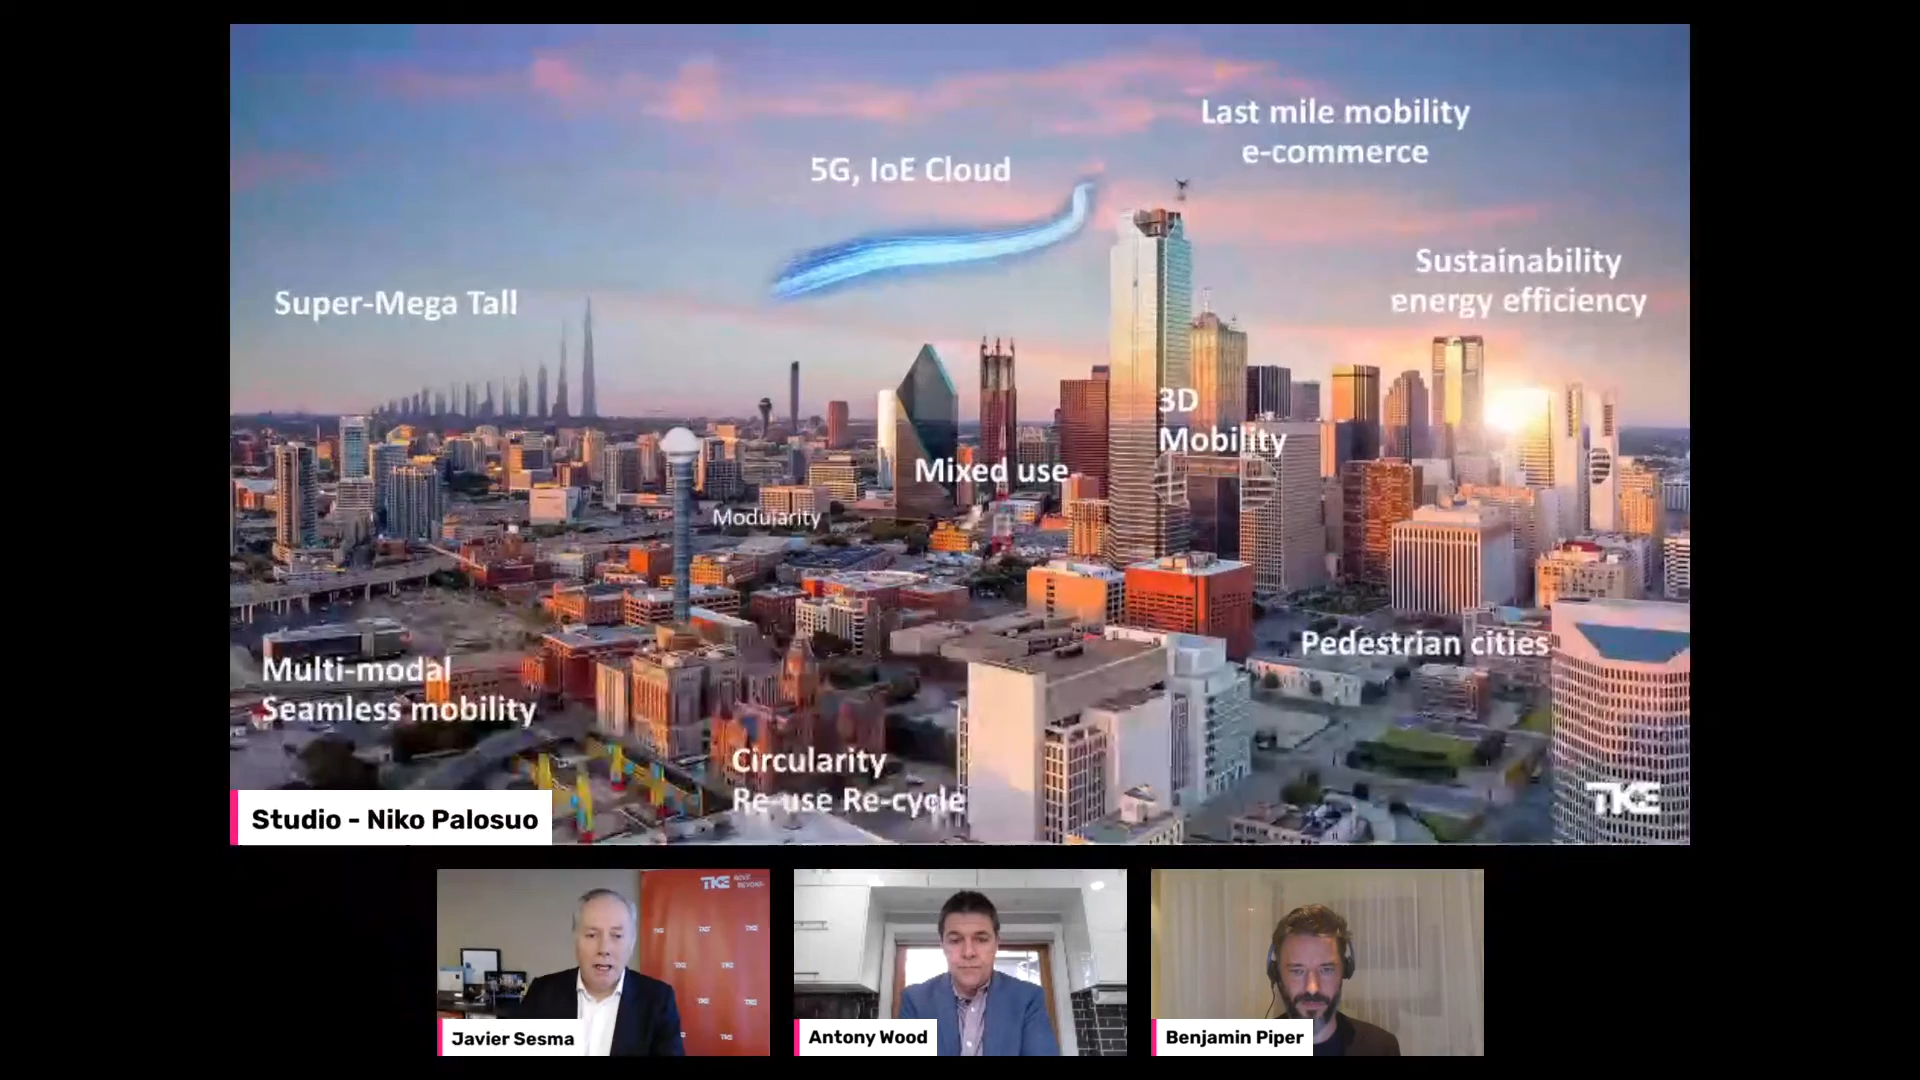 Last mile mobility
e-commerce
5G, IoE Cloud
Sustainability
energy efficiency
Super-Mega Tall
3D
Mobility
Mixed use
Modularity
Pedestrian cities
Multi-modal
Seamless mobility
Circularity
Re-use Re-cycle
TKE
Studio - Niko Palosuo
TKE
MOVE
BEYOND
Javier Sesma
Antony Wood
Benjamin Piper